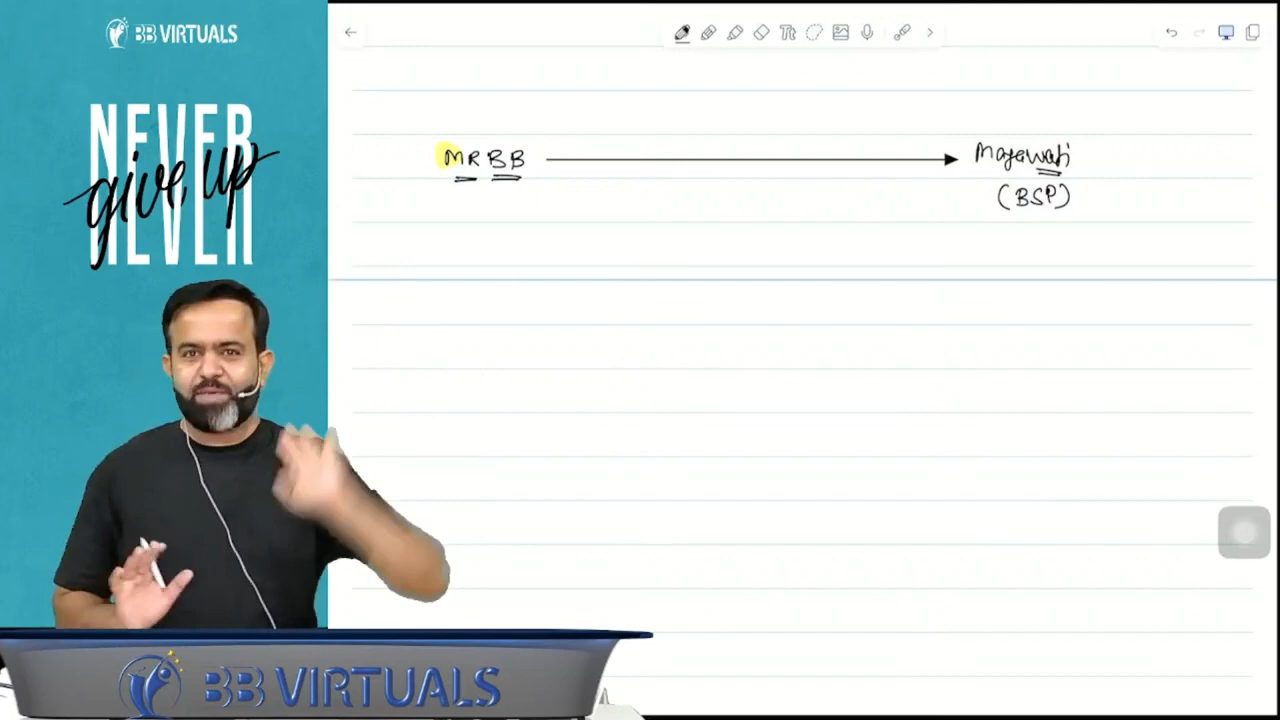 BB VIRTUALS
NEVER
give up
NEVER
MRBB
Mayawati
(BSP)
BB VIRTUALS